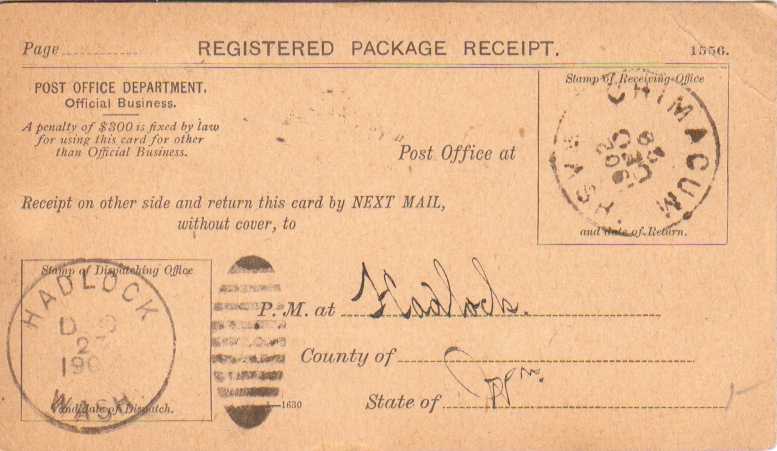 Page
REGISTERED PACKAGE RECEIPT.
1556.
POST OFFICE DEPARTMENT.
Official Business.
A penalty of $300 is fixed by law
for using this card for other
than Official Business.
Stamp of Receiving Office
CHIMACUM
WASH.
DEC
and date of Return.
Post Office at
Receipt on other side and return this card by NEXT MAIL,
without cover, to
Stamp of Dispatching Office
HADLOCK
WASH.
and date of Dispatch.
P. M. at Hadlock.
County of
State of
—1630